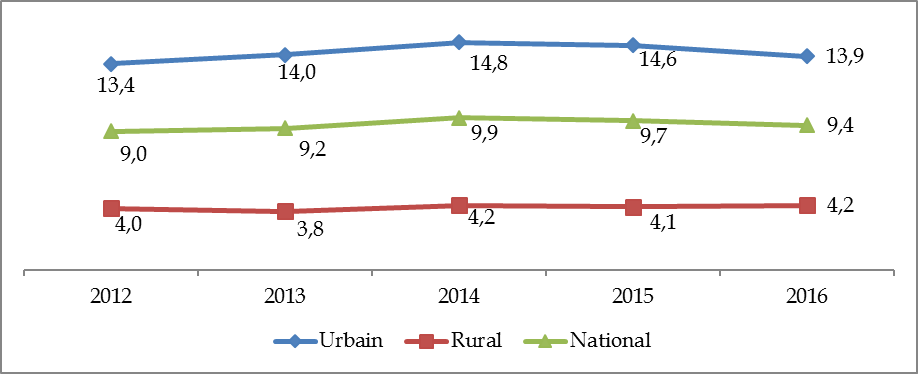 13,4 14,0 14,8 14,6 13,9
9,0 9,2 9,9 9,7 9,4
4,0 3,8 4,2 4,1 4,2
2012 2013 2014 2015 2016
Urbain Rural National